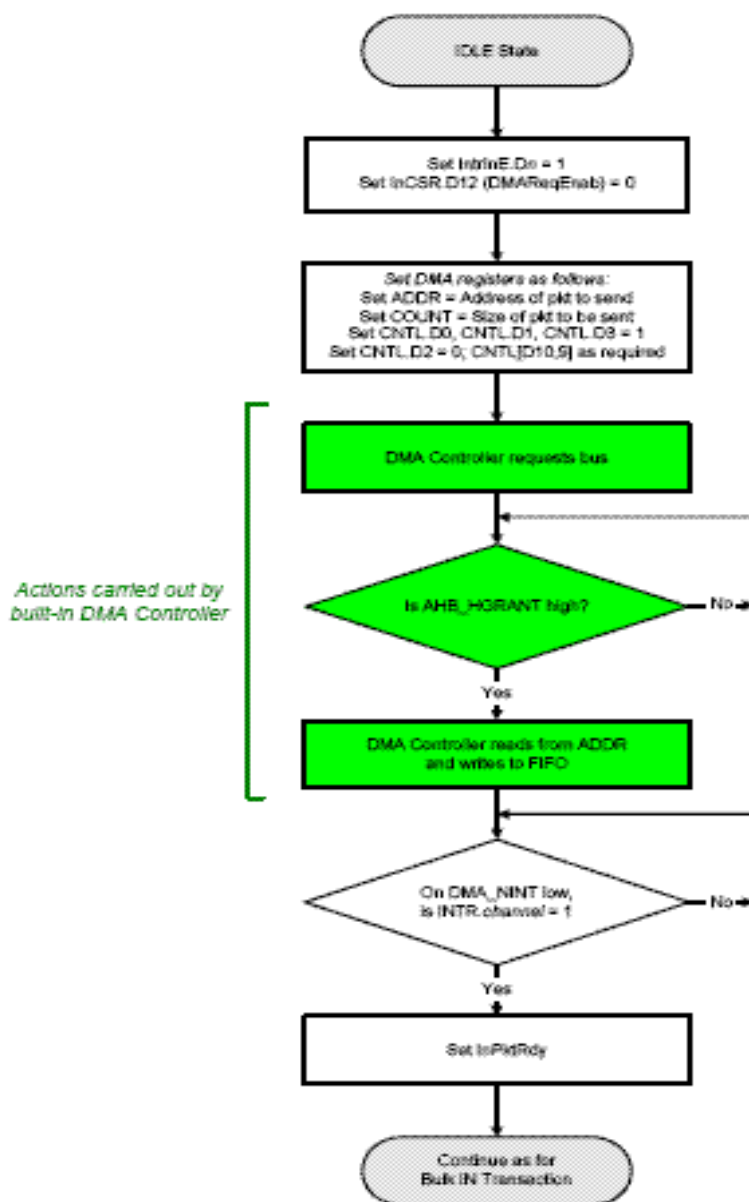 IDLE State
Set IntrInE.Dn = 1
Set InCSR.D12 (DMAReqEnab) = 0
Set DMA registers as follows:
Set ADDR = Address of pkt to send
Set COUNT = Size of pkt to be sent
Set CNTL.D0, CNTL.D1, CNTL.D3 = 1
Set CNTL.D2 = 0; CNTL[D10,9] as required
DMA Controller requests bus
Actions carried out by
built-in DMA Controller
Is AHB_HGRANT high?
No
Yes
DMA Controller reads from ADDR
and writes to FIFO
On DMA_NINT low,
is INTR.channel = 1
No
Yes
Set InPktRdy
Continue as for
Bulk IN Transaction